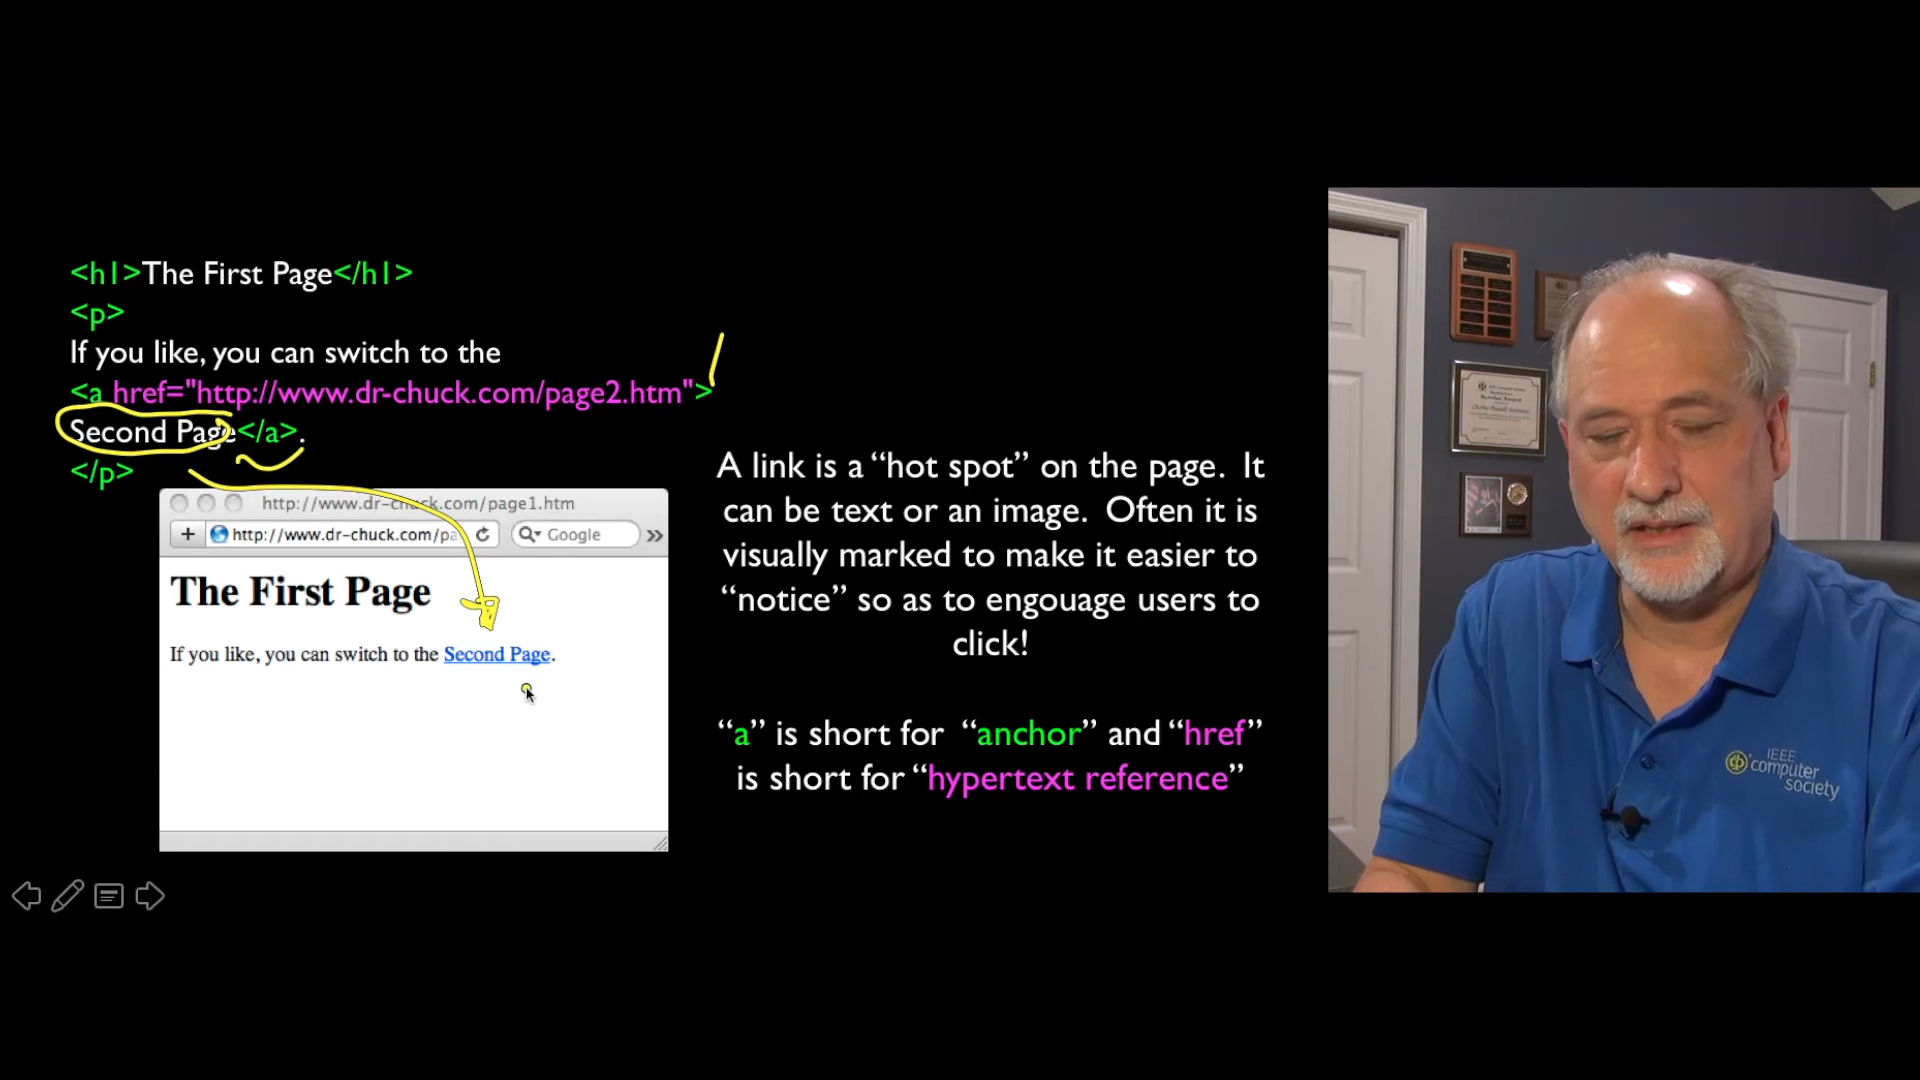 <h1>The First Page</h1>
<p>
If you like, you can switch to the
<a href="http://www.dr-chuck.com/page2.htm">
Second Page</a>.
</p>
http://www.dr-chuck.com/page1.htm
http://www.dr-chuck.com/pa
Google
The First Page
If you like, you can switch to the Second Page.
A link is a “hot spot” on the page. It
can be text or an image. Often it is
visually marked to make it easier to
“notice” so as to engouage users to
click!
“a” is short for “anchor” and “href”
is short for “hypertext reference”
IEEE
computer
society